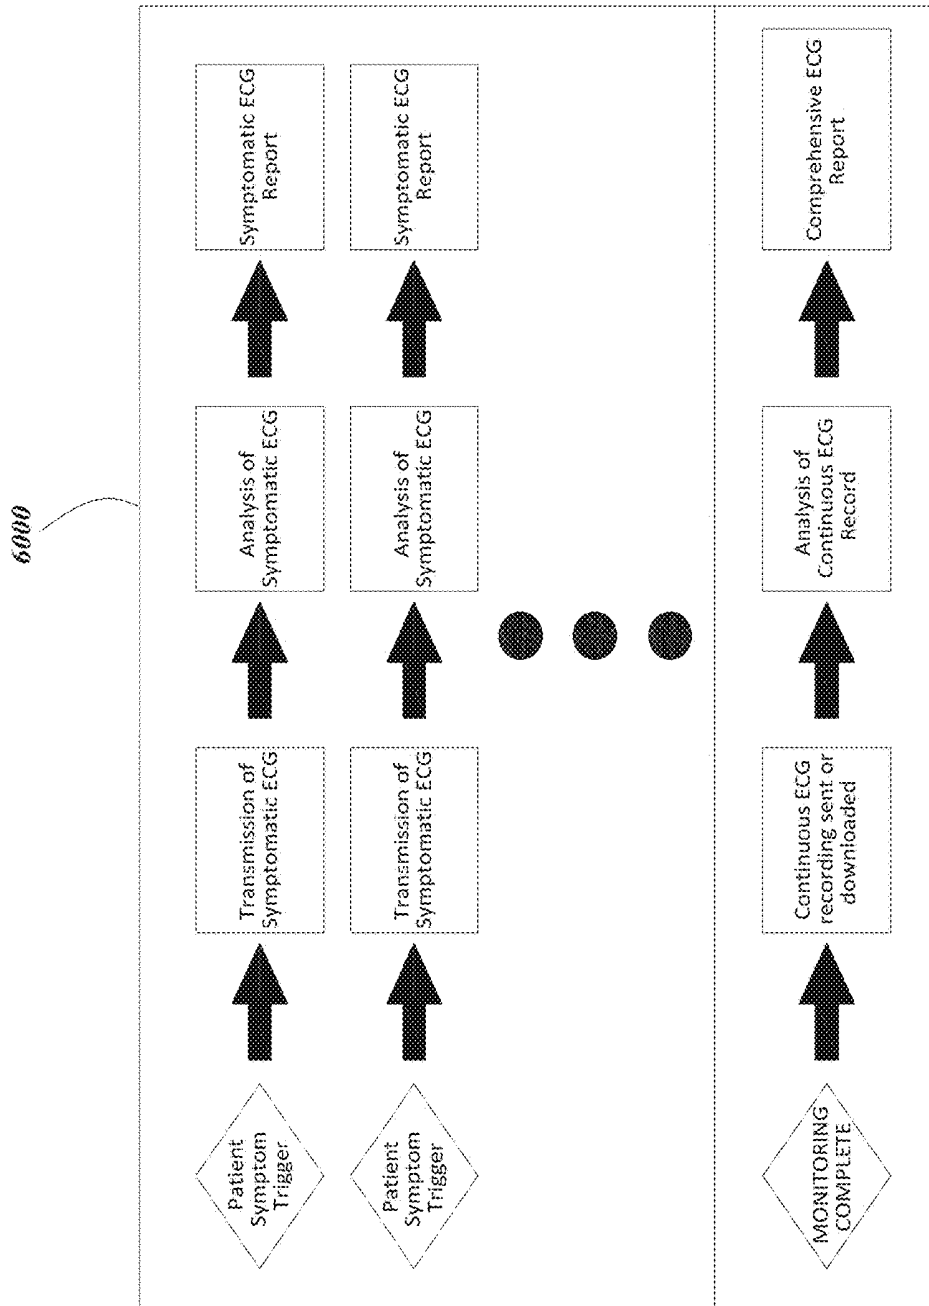 6000
Patient
Symptom
Trigger
Transmission of
Symptomatic ECG
Analysis of
Symptomatic ECG
Symptomatic ECG
Report
Patient
Symptom
Trigger
Transmission of
Symptomatic ECG
Analysis of
Symptomatic ECG
Symptomatic ECG
Report
MONITORING
COMPLETE
Continuous ECG
recording sent or
downloaded
Analysis of
Continuous ECG
Record
Comprehensive ECG
Report